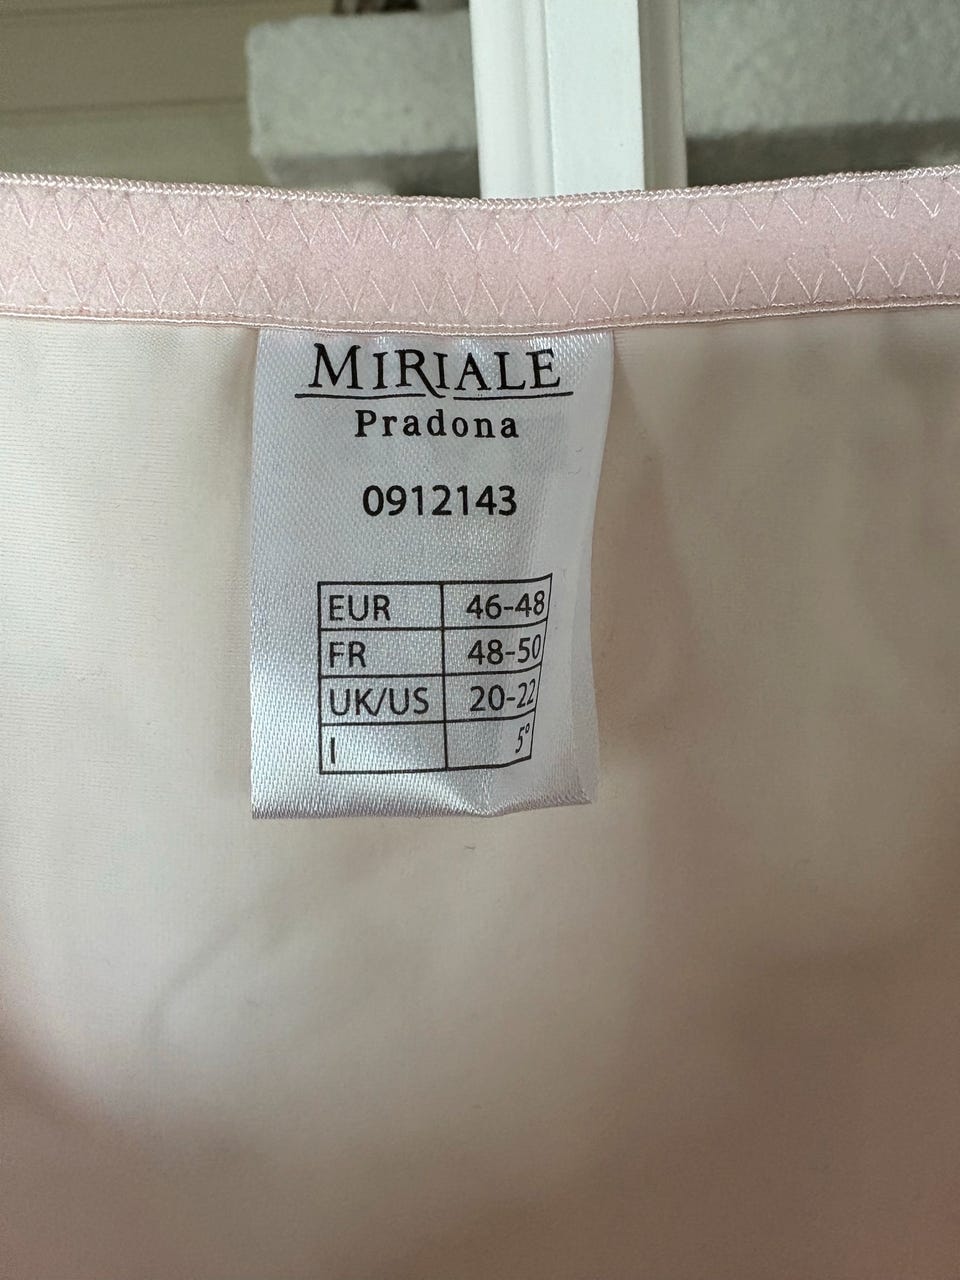 MIRIALE
Pradona
0912143
EUR 46-48
FR 48-50
UK/US 20-22
I 5°